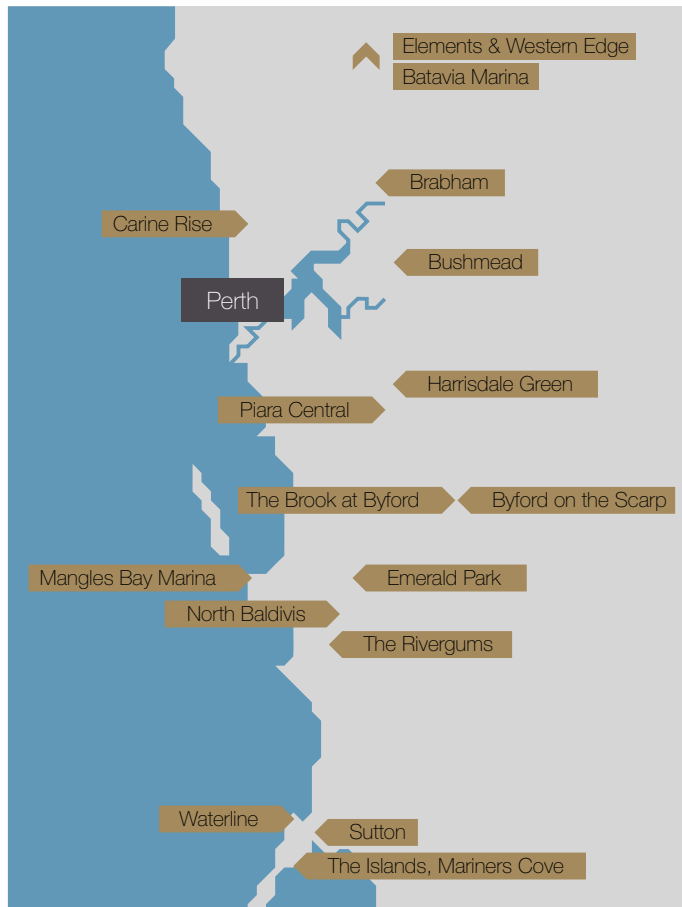 Elements & Western Edge
Batavia Marina
Brabham
Carine Rise
Bushmead
Perth
Harrisdale Green
Piara Central
The Brook at Byford
Byford on the Scarp
Mangles Bay Marina
Emerald Park
North Baldivis
The Rivergums
Waterline
Sutton
The Islands, Mariners Cove